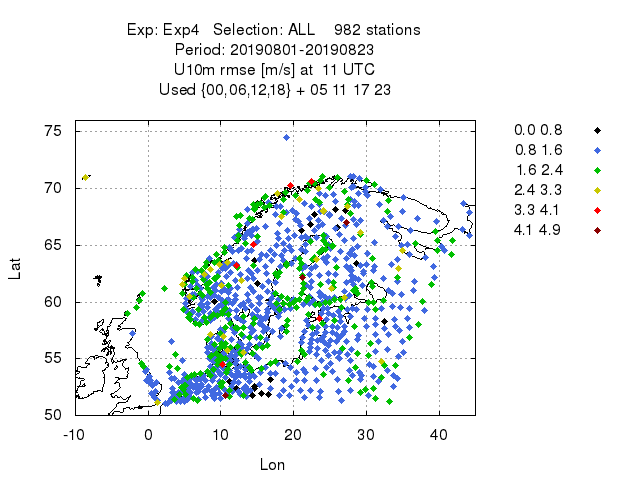 Exp: Exp4 Selection: ALL 982 stations
Period: 20190801-20190823
U10m rmse [m/s] at 11 UTC
Used {00,06,12,18} + 05 11 17 23
0.0 0.8
0.8 1.6
1.6 2.4
2.4 3.3
3.3 4.1
4.1 4.9
75
70
65
60
55
50
Lat
-10 0 10 20 30 40
Lon